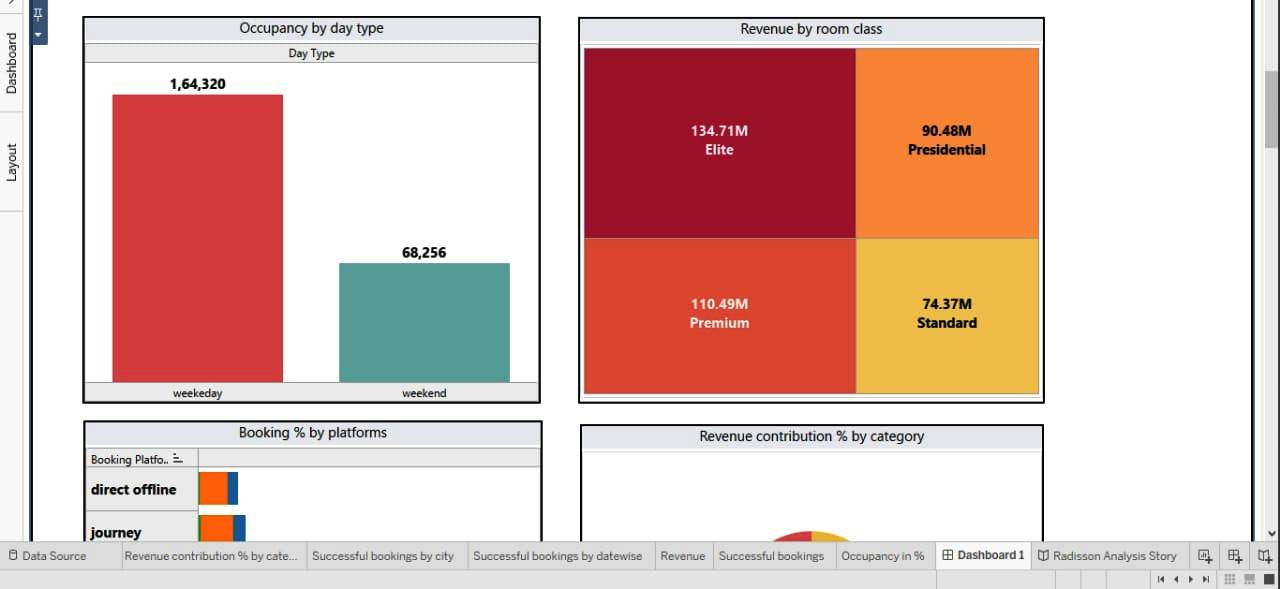 Dashboard
Layout
Occupancy by day type
Day Type
1,64,320
68,256
weekeday
weekend
Revenue by room class
134.71M
Elite
90.48M
Presidential
110.49M
Premium
74.37M
Standard
Booking % by platforms
Booking Platfo..
direct offline
journey
Revenue contribution % by category
Data Source
Revenue contribution % by cate...
Successful bookings by city
Successful bookings by datewise
Revenue
Successful bookings
Occupancy in %
Dashboard 1
Radisson Analysis Story